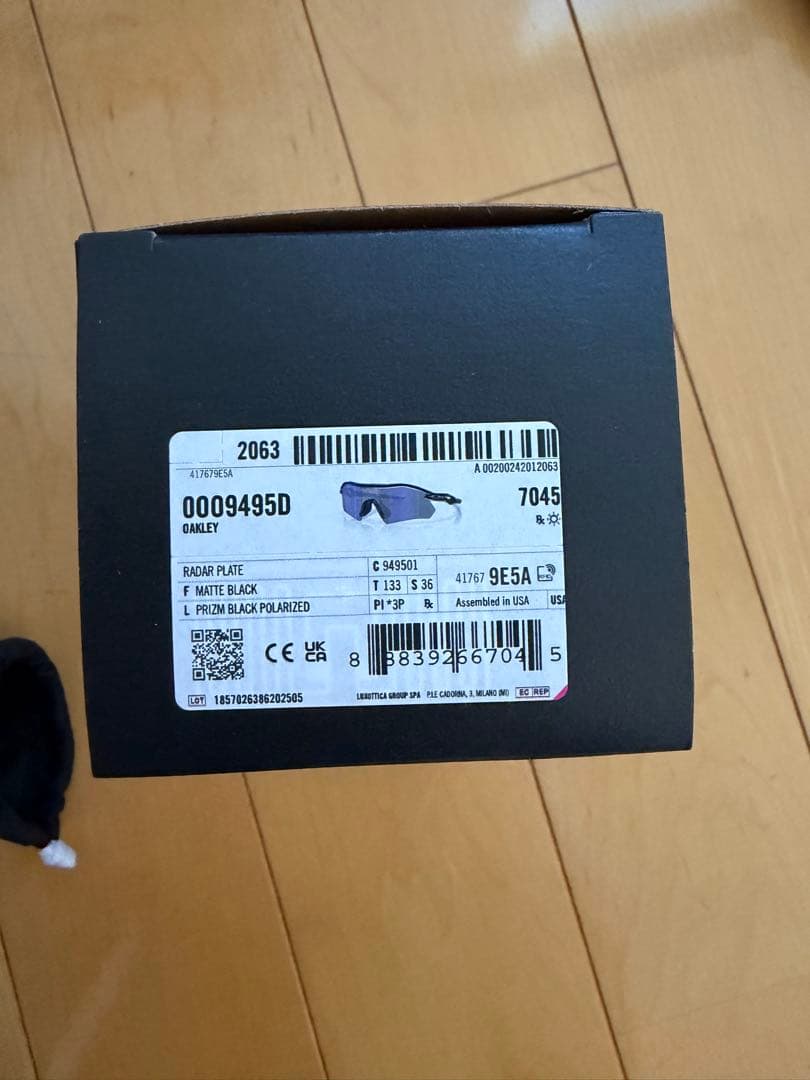 2063
A 00200242012063
417679E5A
0009495D
7045
OAKLEY
RADAR PLATE
C 949501
F MATTE BLACK
T 133 S 36
41767 9E5A
L PRIZM BLACK POLARIZED
PI *3P
Assembled in USA
USA
CE UK CA
8 8839266704 5
LOT 1857026386202505
LUXOTTICA GROUP SPA P.LE CADORNA, 3, MILANO (MI) EC REP